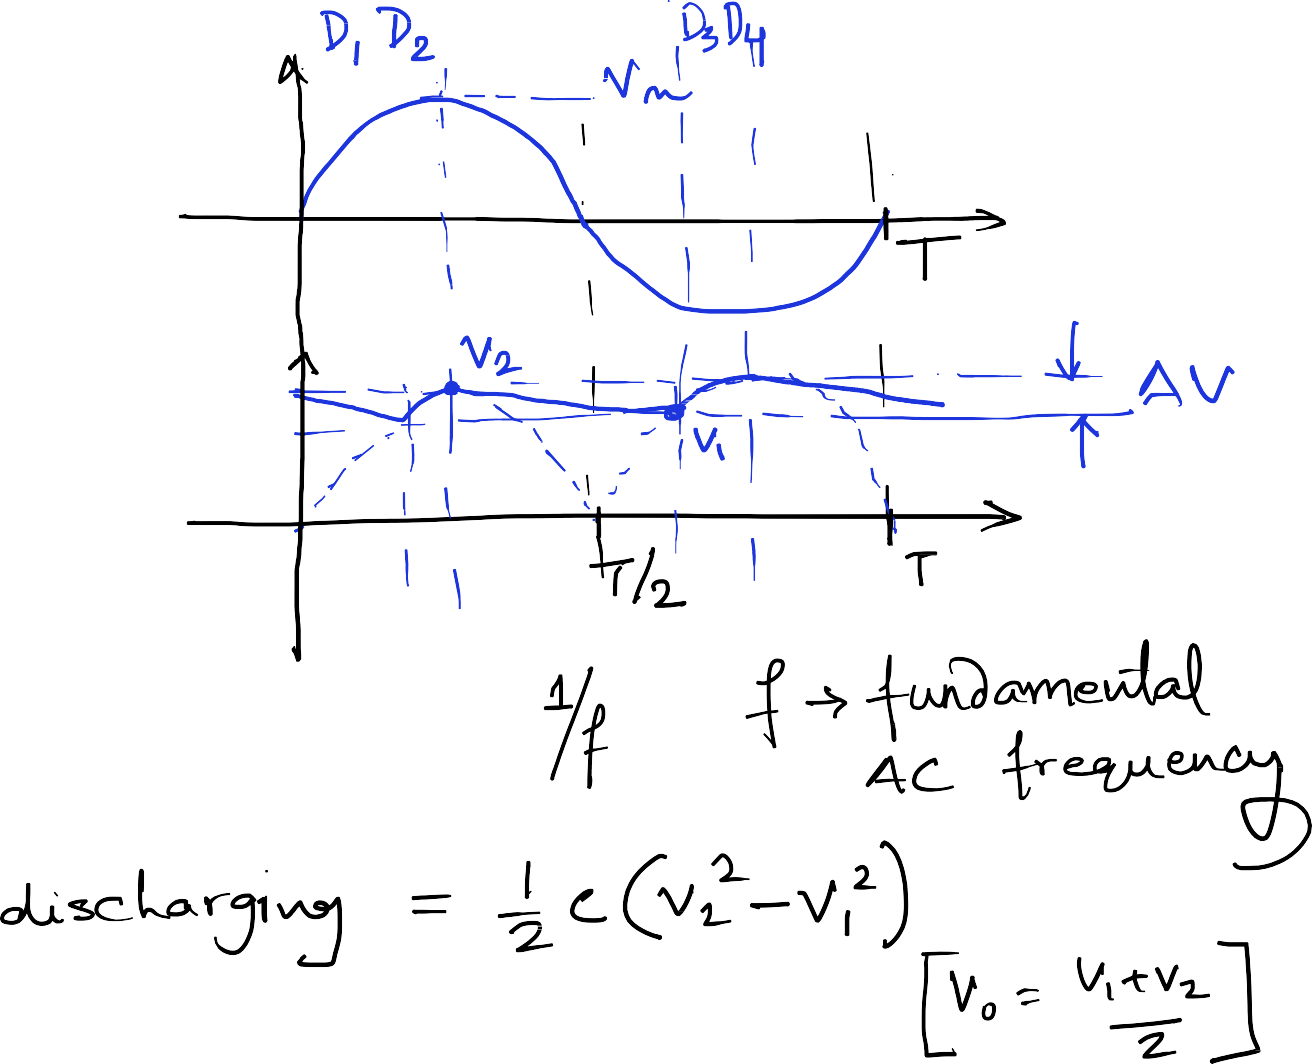 D₁ D₂ D₃ D₄
Vm
T
V₂
ΔV
V₁
T/2
T
1/f f → fundamental
AC frequency
discharging = 1/2 c (V₂² - V₁²)
[V₀ = (V₁+V₂)/2]